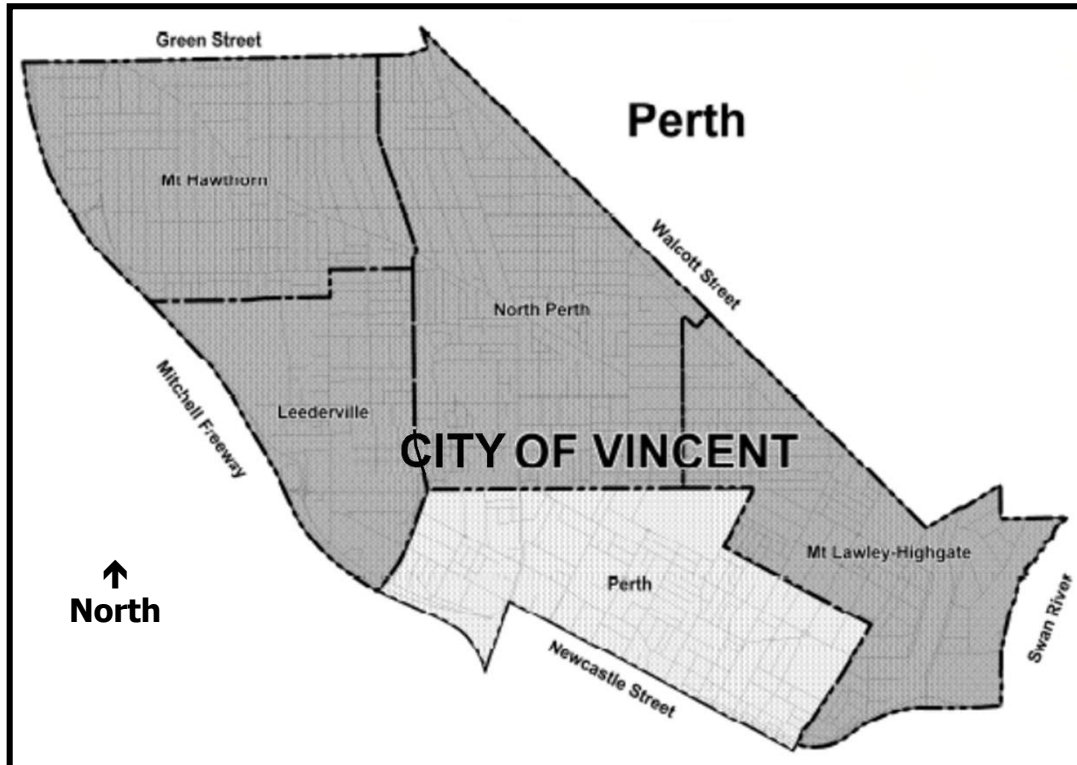 Green Street
Perth
Mt Hawthorn
Walcott Street
North Perth
Mitchell Freeway
Leederville
CITY OF VINCENT
Mt Lawley-Highgate
Perth
↑
North
Swan River
Newcastle Street